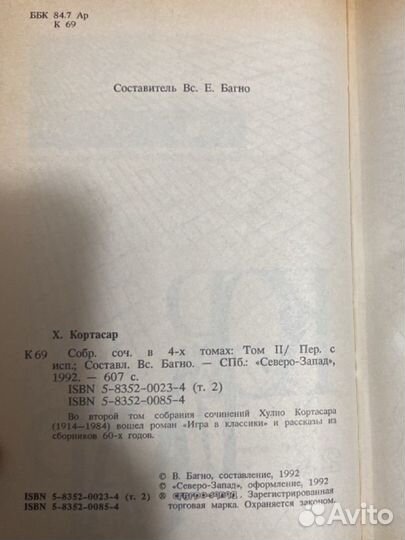 ББК 84.7 Ар
К 69
Составитель Вс. Е. Багно
Х. Кортасар
К 69 Собр. соч. в 4-х томах: Том II/ Пер. с
исп.; Составл. Вс. Багно. — СПб.: «Северо-Запад»,
1992. — 607 с.
ISBN 5-8352-0023-4 (т. 2)
ISBN 5-8352-0085-4
Во второй том собрания сочинений Хулио Кортасара
(1914—1984) вошел роман «Игра в классики» и рассказы из
сборников 60-х годов.
© В. Багно, составление, 1992
© «Северо-Запад», оформление, 1992
ISBN 5-8352-0023-4 (т. 2) ® северо-запад. Зарегистрированная
ISBN 5-8352-0085-4 торговая марка. Охраняется законом.
Avito